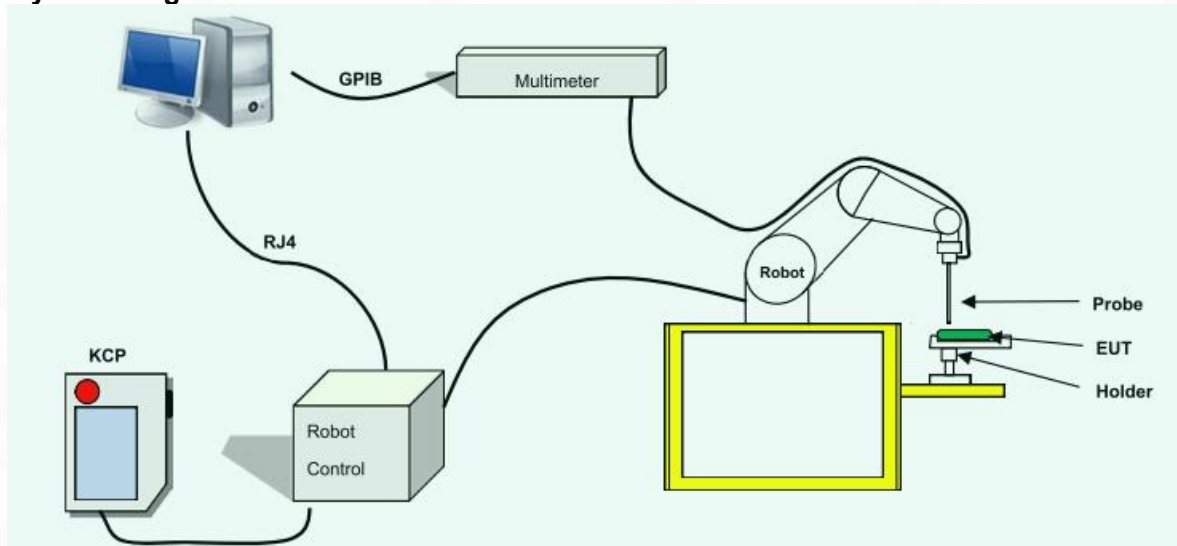 GPIB
Multimeter
RJ4
Robot
Probe
EUT
Holder
KCP
Robot
Control